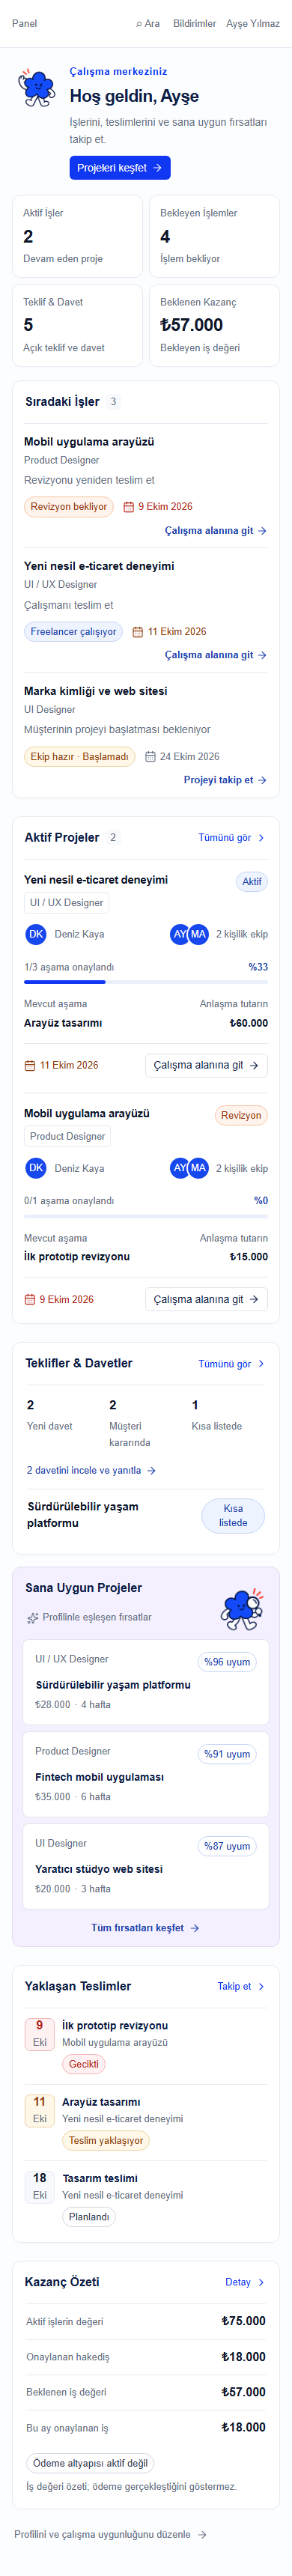 Panel
Ara
Bildirimler
Ayşe Yılmaz
Çalışma merkeziniz
Hoş geldin, Ayşe
İşlerini, teslimlerini ve sana uygun fırsatları
takip et.
Projeleri keşfet →
Aktif İşler
2
Devam eden proje
Bekleyen İşlemler
4
İşlem bekliyor
Teklif & Davet
5
Açık teklif ve davet
Beklenen Kazanç
₺57.000
Bekleyen iş değeri
Sıradaki İşler 3
Mobil uygulama arayüzü
Product Designer
Revizyonu yeniden teslim et
Revizyon bekliyor 9 Ekim 2026
Çalışma alanına git →
Yeni nesil e-ticaret deneyimi
UI / UX Designer
Çalışmanı teslim et
Freelancer çalışıyor 11 Ekim 2026
Çalışma alanına git →
Marka kimliği ve web sitesi
UI Designer
Müşterinin projeyi başlatması bekleniyor
Ekip hazır · Başlamadı 24 Ekim 2026
Projeyi takip et →
Aktif Projeler 2
Tümünü gör >
Yeni nesil e-ticaret deneyimi
Aktif
UI / UX Designer
DK Deniz Kaya
AY MA 2 kişilik ekip
1/3 aşama onaylandı %33
Mevcut aşama Anlaşma tutarın
Arayüz tasarımı ₺60.000
11 Ekim 2026 Çalışma alanına git →
Mobil uygulama arayüzü
Revizyon
Product Designer
DK Deniz Kaya
AY MA 2 kişilik ekip
0/1 aşama onaylandı %0
Mevcut aşama Anlaşma tutarın
İlk prototip revizyonu ₺15.000
9 Ekim 2026 Çalışma alanına git →
Teklifler & Davetler
Tümünü gör >
2
Yeni davet
2
Müşteri
kararında
1
Kısa listede
2 davetini incele ve yanıtla →
Sürdürülebilir yaşam
platformu
Kısa
listede
Sana Uygun Projeler
Profilinle eşleşen fırsatlar
UI / UX Designer
%96 uyum
Sürdürülebilir yaşam platformu
₺28.000 · 4 hafta
Product Designer
%91 uyum
Fintech mobil uygulaması
₺35.000 · 6 hafta
UI Designer
%87 uyum
Yaratıcı stüdyo web sitesi
₺20.000 · 3 hafta
Tüm fırsatları keşfet →
Yaklaşan Teslimler
Takip et >
9
Eki
İlk prototip revizyonu
Mobil uygulama arayüzü
Gecikti
11
Eki
Arayüz tasarımı
Yeni nesil e-ticaret deneyimi
Teslim yaklaşıyor
18
Eki
Tasarım teslimi
Yeni nesil e-ticaret deneyimi
Planlandı
Kazanç Özeti
Detay >
Aktif işlerin değeri ₺75.000
Onaylanan hakediş ₺18.000
Beklenen iş değeri ₺57.000
Bu ay onaylanan iş ₺18.000
Ödeme altyapısı aktif değil
İş değeri özeti; ödeme gerçekleştiğini göstermez.
Profilini ve çalışma uygunluğunu düzenle →